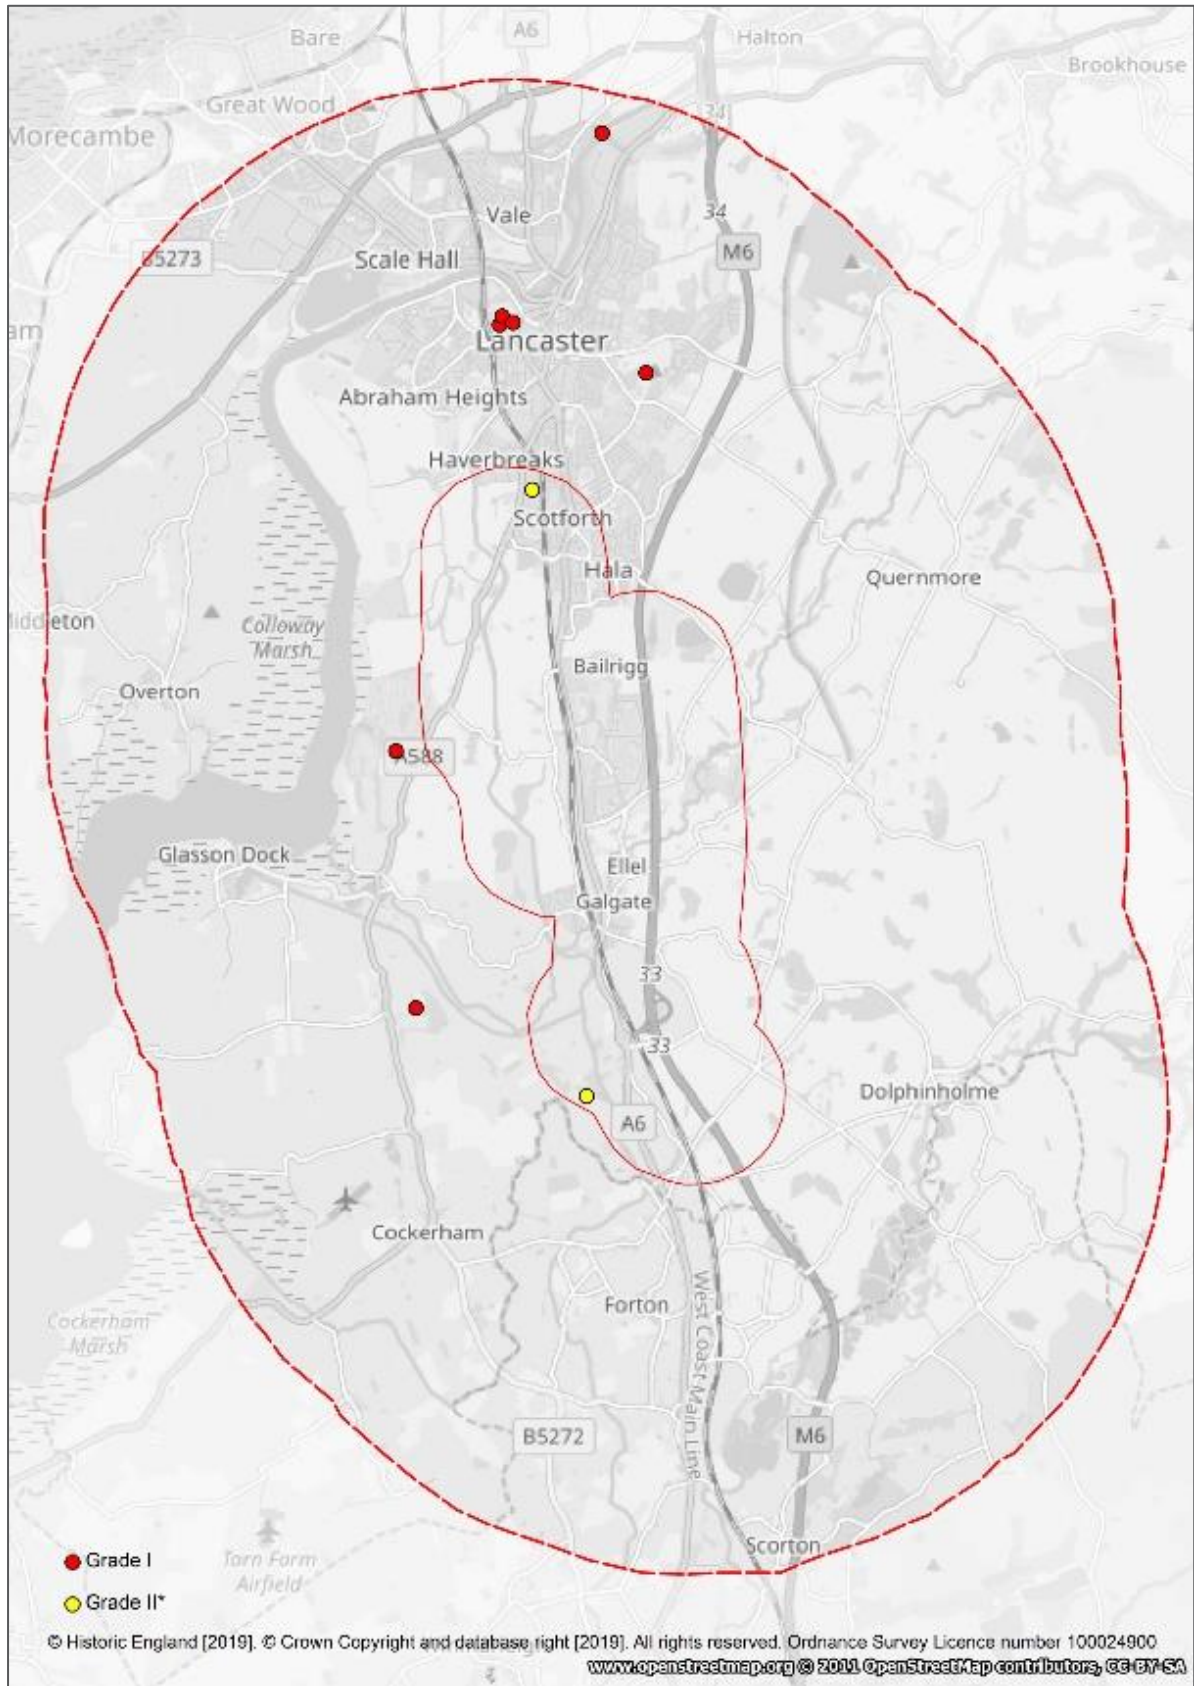 Bare
A6
Halton
Brookhouse
Great Wood
Morecambe
34
Vale
34
B5273
Scale Hall
M6
Lancaster
Abraham Heights
Haverbreaks
Scotforth
Hala
Quernmore
Colloway
Marsh
Bailrigg
Overton
A588
Glasson Dock
Ellel
Galgate
33
33
Dolphinholme
A6
Cockerham
Forton
West Coast Main Line
Cockerham
Marsh
B5272
M6
Scorton
Grade I
Tarn Farm
Airfield
Grade II*
© Historic England [2019]. © Crown Copyright and database right [2019]. All rights reserved. Ordnance Survey Licence number 100024900
www.openstreetmap.org © 2011 OpenStreetMap contributors, CC-BY-SA